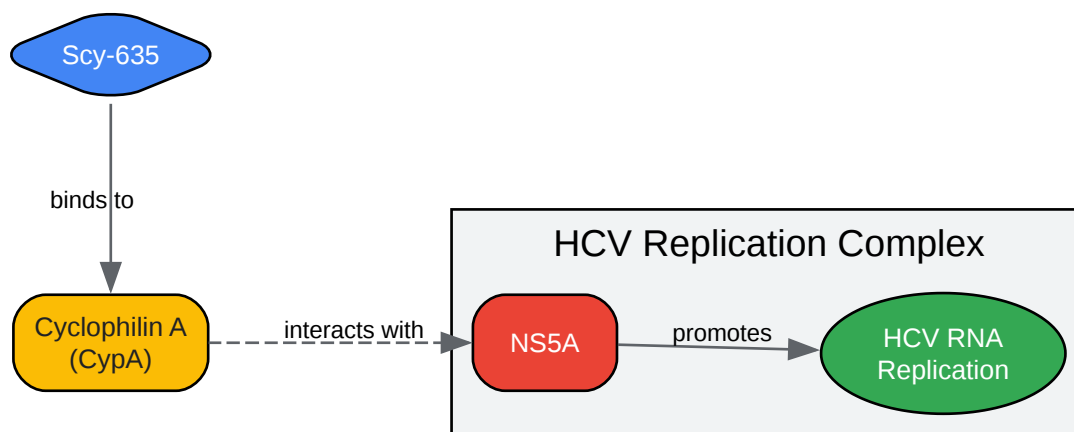 Scy-635
binds to
HCV Replication Complex
Cyclophilin A
(CypA)
interacts with
NS5A
promotes
HCV RNA
Replication